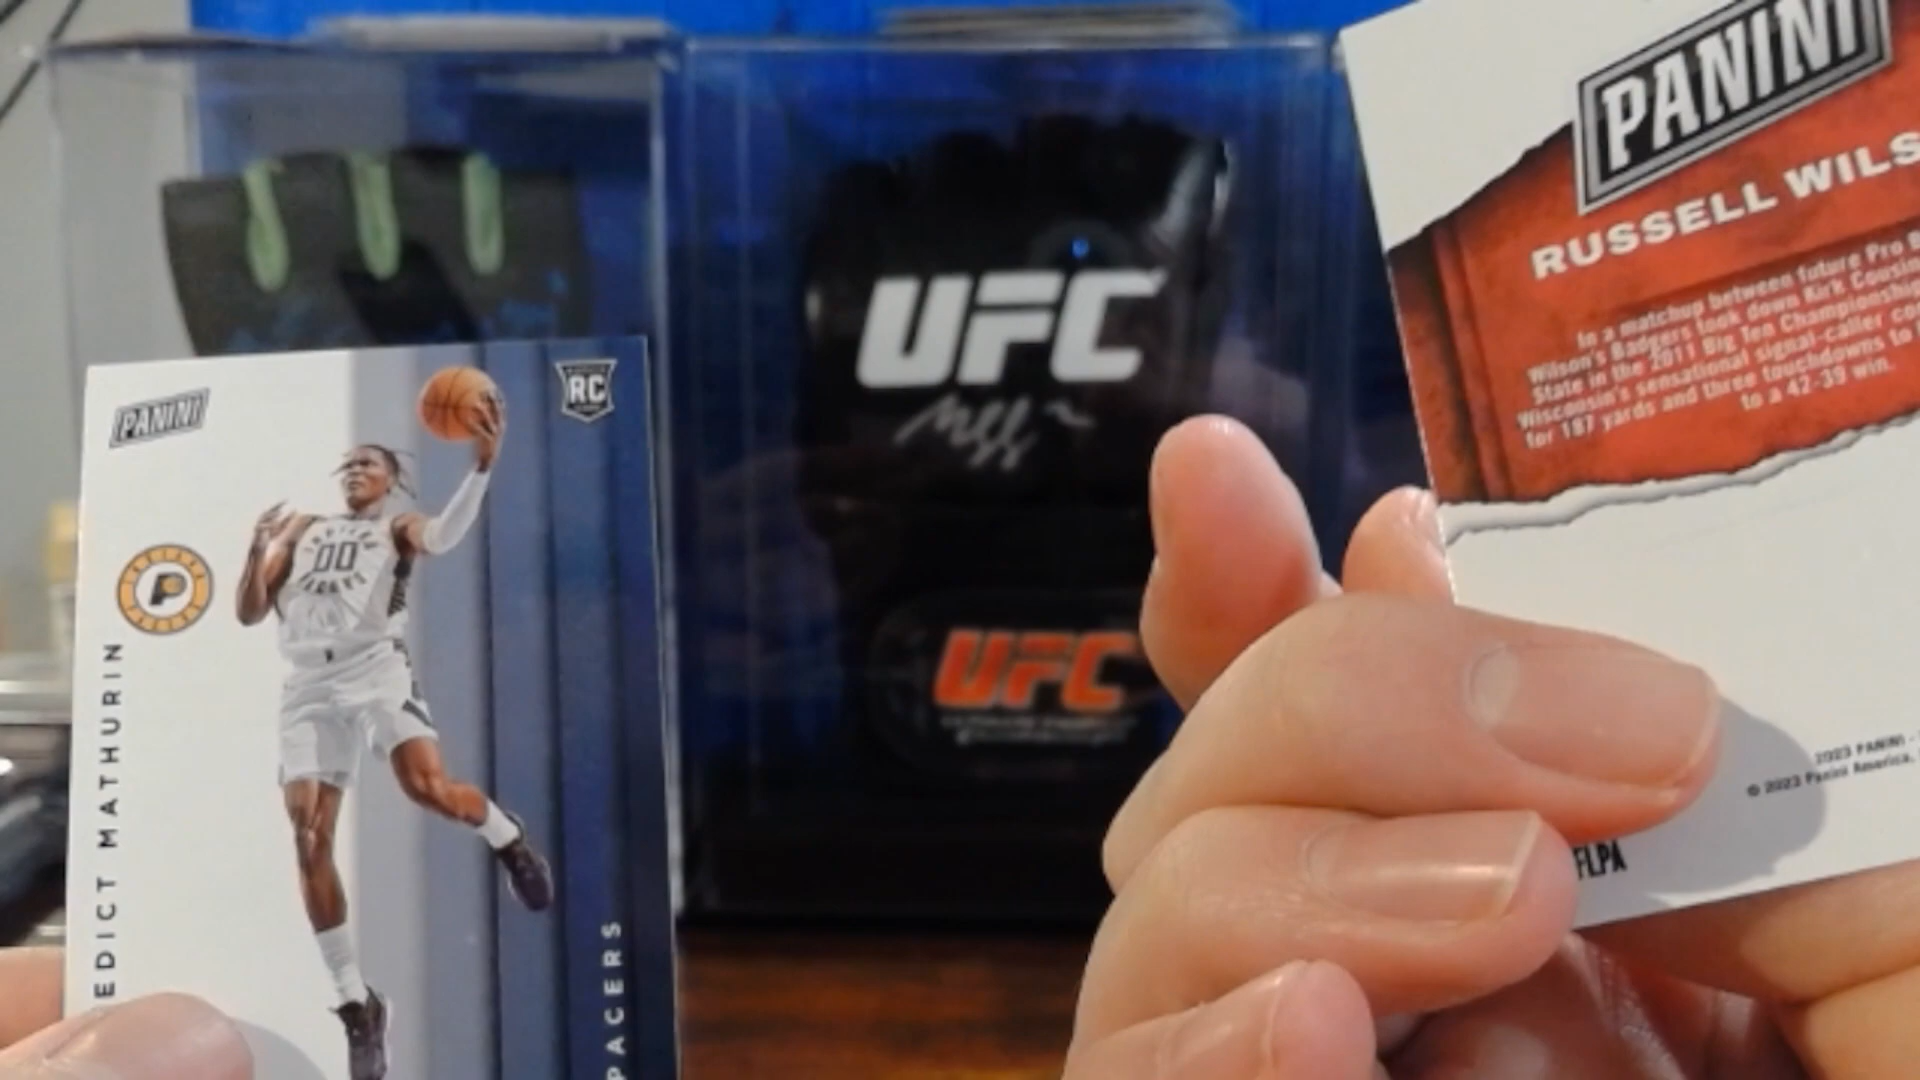 PANINI
RC
00
P
EDICT MATHURIN
PACERS
UFC
UFC
PANINI
RUSSELL WILS
In a matchup between future Pro B
Wilson's Badgers took down Kirk Cousin
State in the 2011 Big Ten Championship
Wisconsin's sensational signal-caller co
for 187 yards and three touchdowns to
to a 42-39 win.
2023 PANINI -
© 2023 Panini America,
FLPA